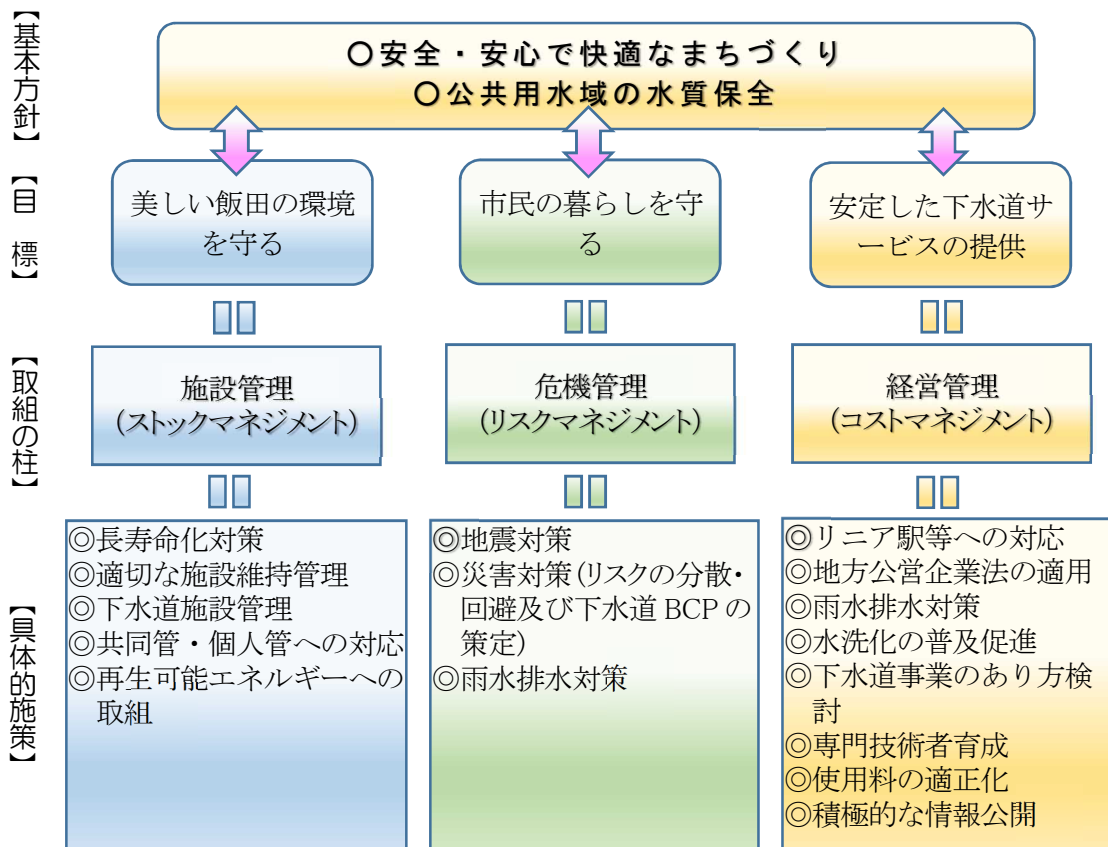 【基本方針】
〇安全・安心で快適なまちづくり
〇公共用水域の水質保全
【目　標】
美しい飯田の環境
を守る
市民の暮らしを守
る
安定した下水道サ
ービスの提供
【取組の柱】
施設管理
（ストックマネジメント）
危機管理
（リスクマネジメント）
経営管理
（コストマネジメント）
【具体的施策】
◎長寿命化対策
◎適切な施設維持管理
◎下水道施設管理
◎共同管・個人管への対応
◎再生可能エネルギーへの
取組
◎地震対策
◎災害対策（リスクの分散・
回避及び下水道 BCP の
策定）
◎雨水排水対策
◎リニア駅等への対応
◎地方公営企業法の適用
◎雨水排水対策
◎水洗化の普及促進
◎下水道事業のあり方検
討
◎専門技術者育成
◎使用料の適正化
◎積極的な情報公開